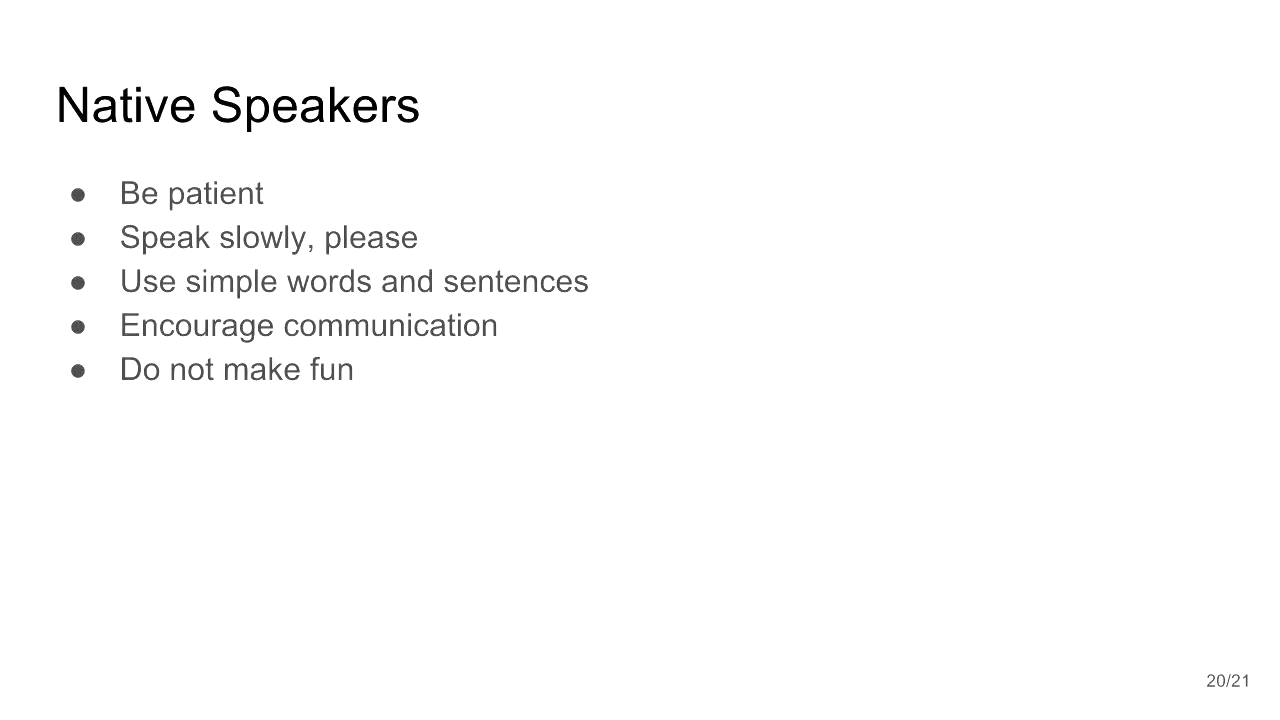 Native Speakers
● Be patient
● Speak slowly, please
● Use simple words and sentences
● Encourage communication
● Do not make fun
20/21